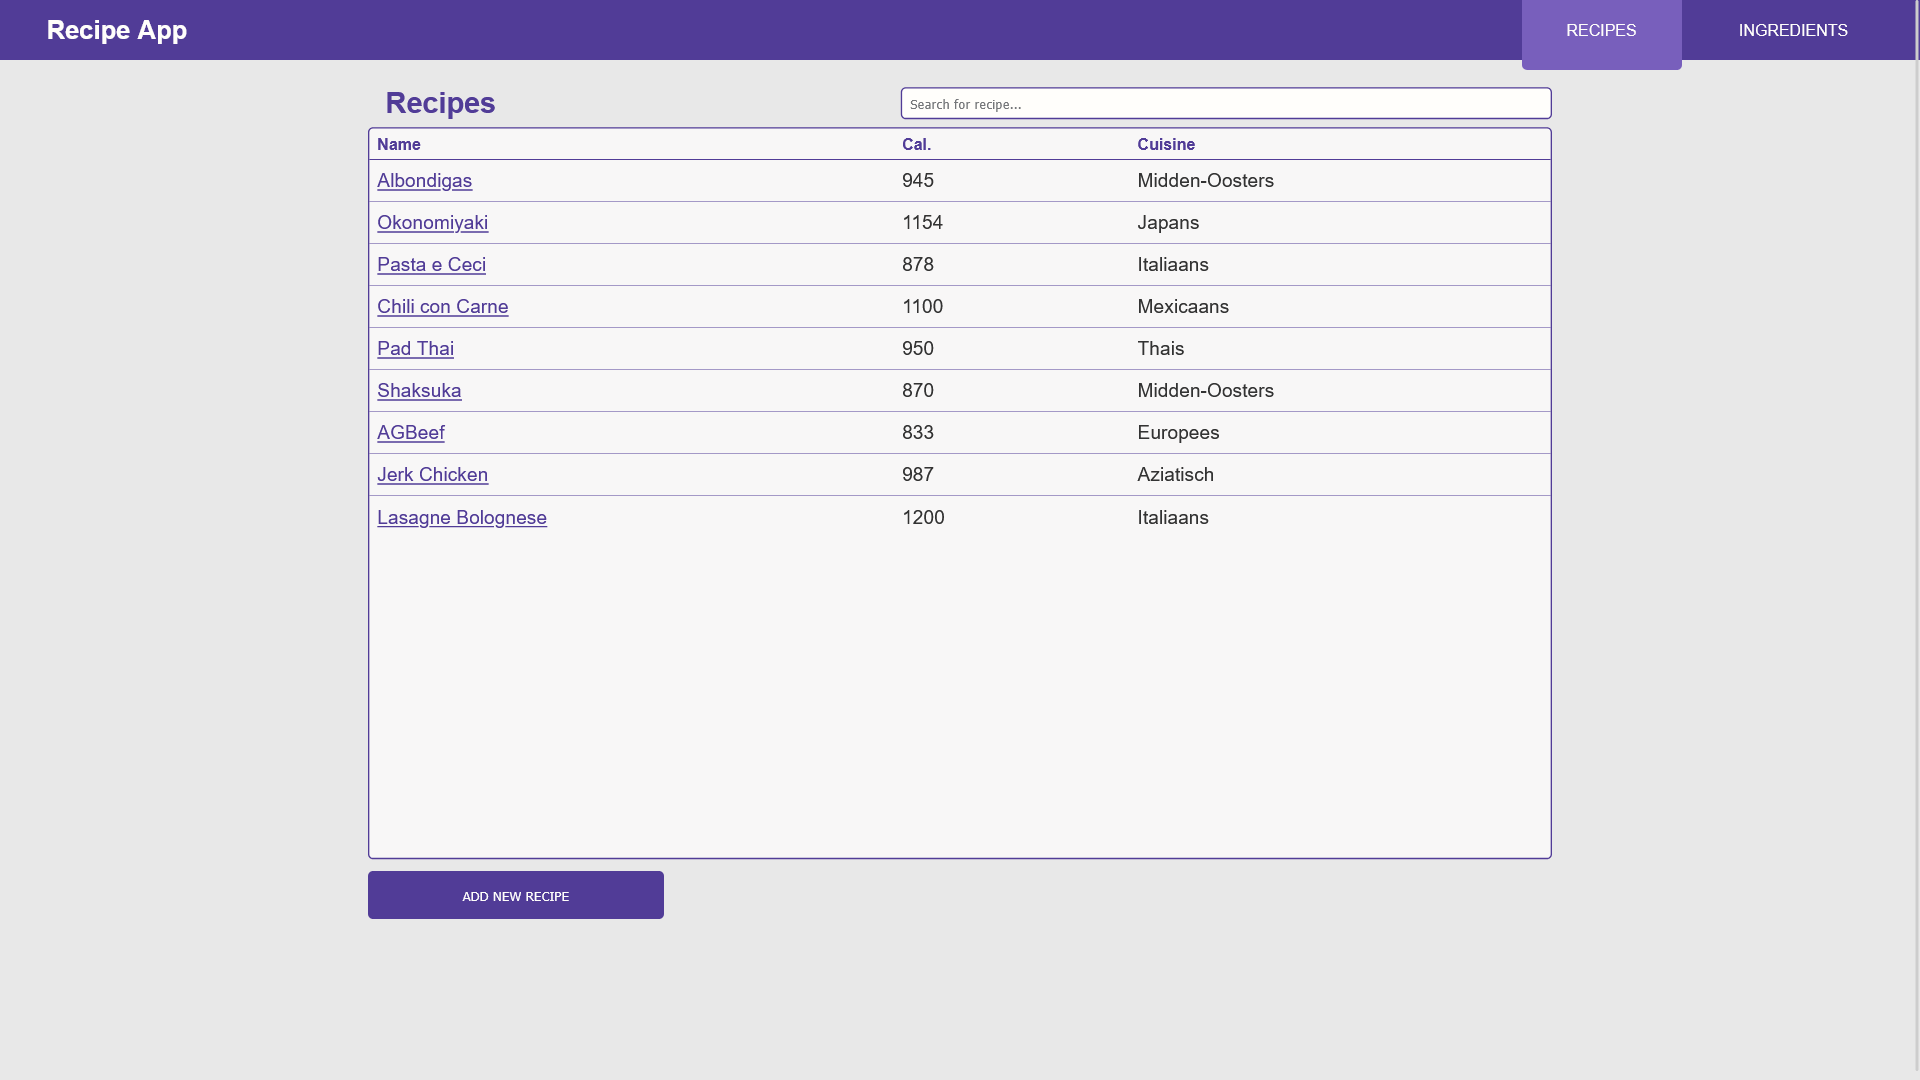 Recipe App
RECIPES
INGREDIENTS
Recipes
Search for recipe...
Name Cal. Cuisine
Albondigas 945 Midden-Oosters
Okonomiyaki 1154 Japans
Pasta e Ceci 878 Italiaans
Chili con Carne 1100 Mexicaans
Pad Thai 950 Thais
Shaksuka 870 Midden-Oosters
AGBeef 833 Europees
Jerk Chicken 987 Aziatisch
Lasagne Bolognese 1200 Italiaans
ADD NEW RECIPE